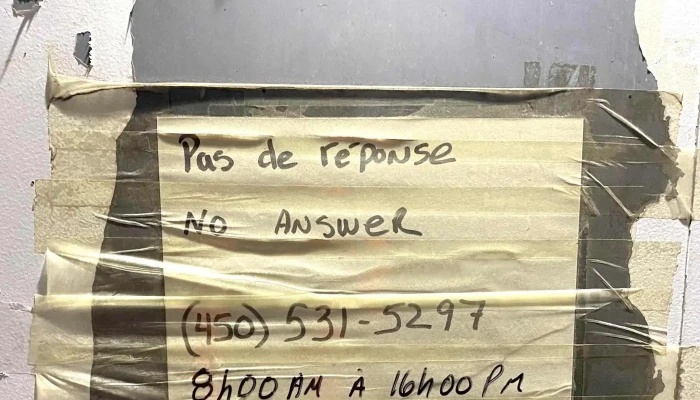 Pas de réponse
No ANSWER
(450) 531-5297
8h00 AM À 16h00 PM